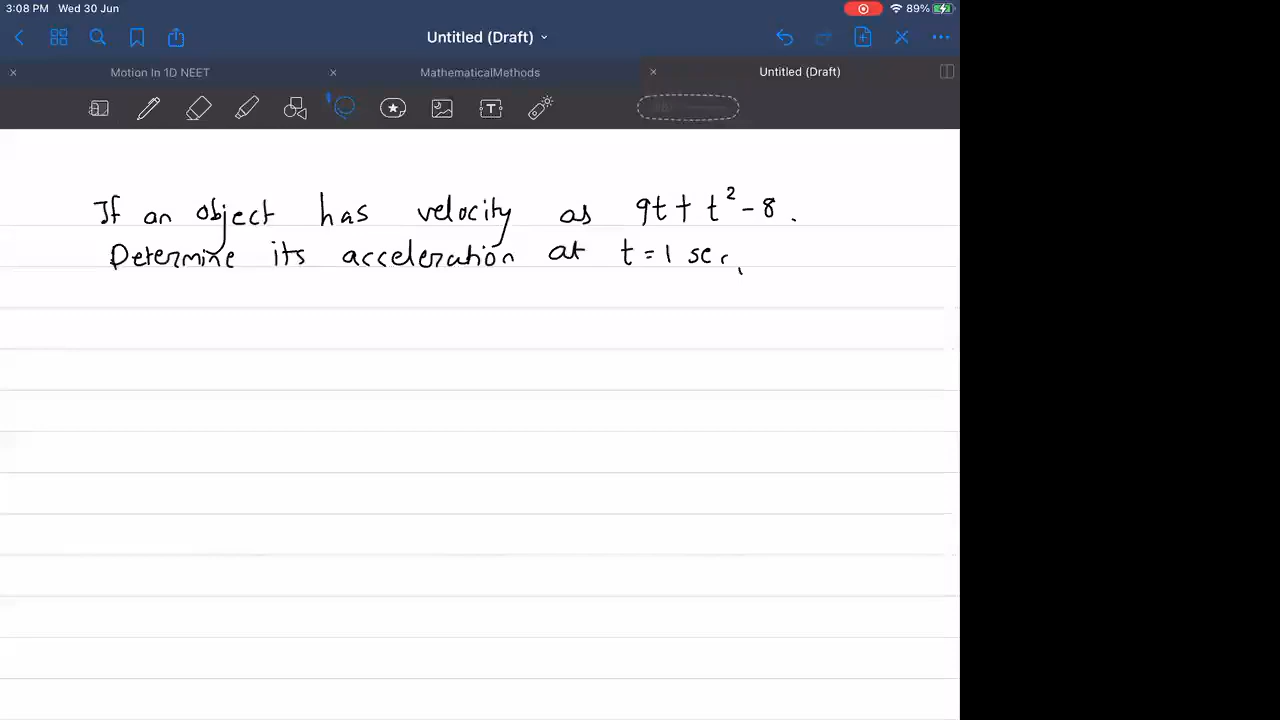 3:08 PM Wed 30 Jun 89%
Untitled (Draft)
Motion In 1D NEET MathematicalMethods Untitled (Draft)
If an object has velocity as 9t + t² - 8.
Determine its acceleration at t = 1 sec.